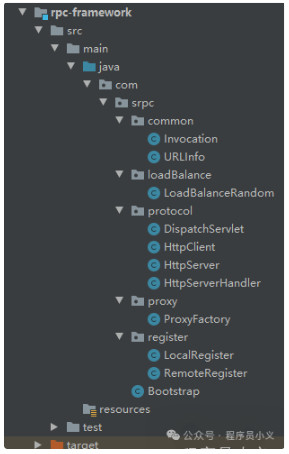 rpc-framework
src
main
java
com
srpc
common
Invocation
URLInfo
loadBalance
LoadBalanceRandom
protocol
DispatchServlet
HttpClient
HttpServer
HttpServerHandler
proxy
ProxyFactory
register
LocalRegister
RemoteRegister
Bootstrap
resources
test
公众号 · 程序员小义
target